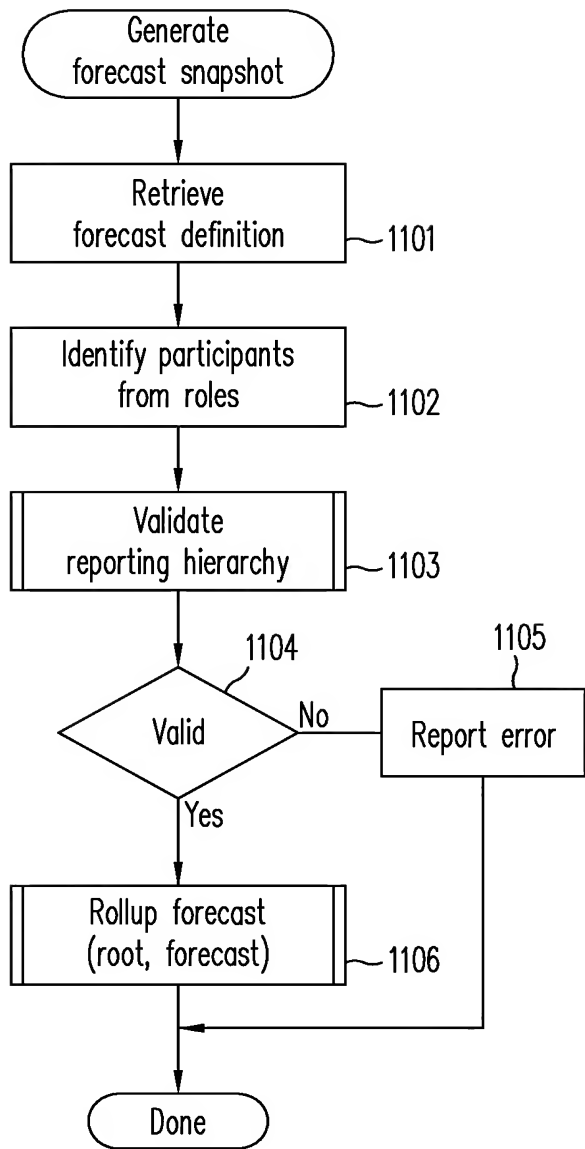 Generate
forecast snapshot
Retrieve
forecast definition
1101
Identify participants
from roles
1102
Validate
reporting hierarchy
1103
1104
Valid
No
1105
Report error
Yes
Rollup forecast
(root, forecast)
1106
Done